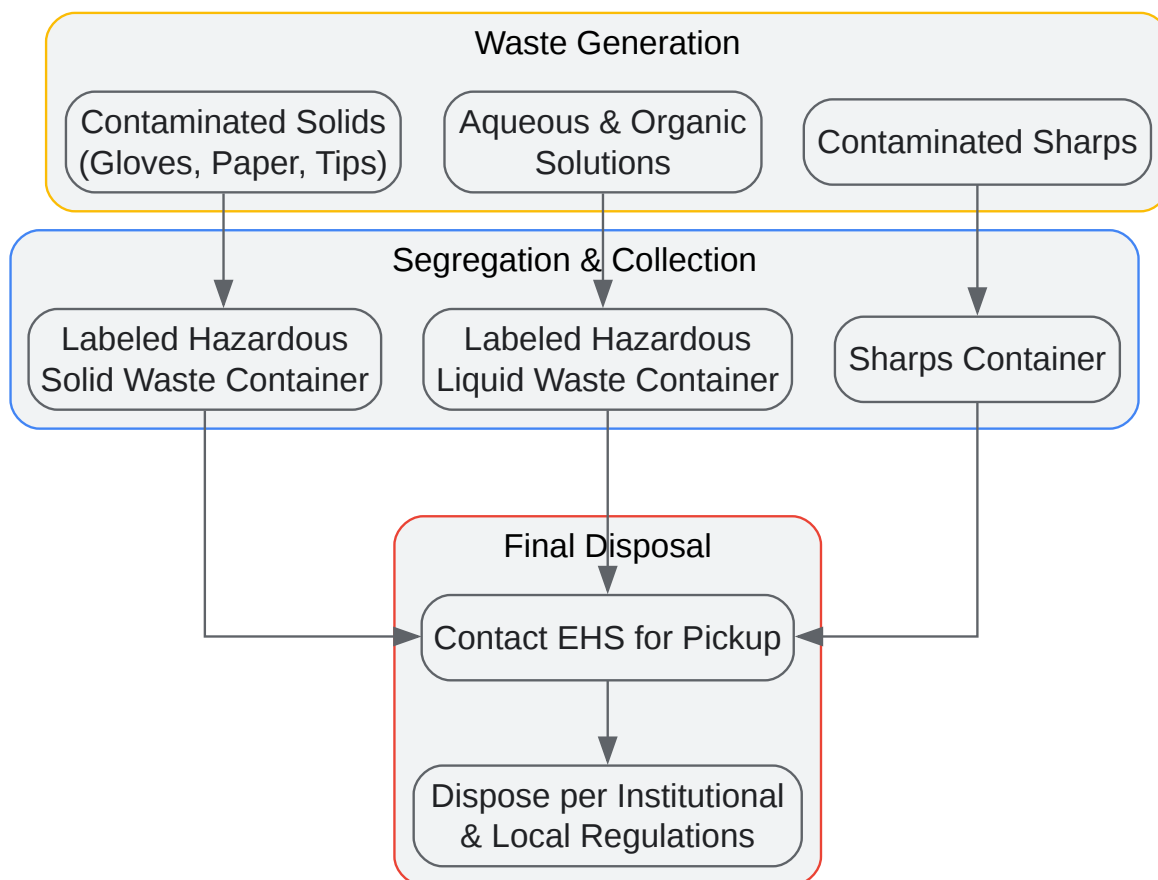 Waste Generation
Contaminated Solids
(Gloves, Paper, Tips)
Aqueous & Organic
Solutions
Contaminated Sharps
Segregation & Collection
Labeled Hazardous
Solid Waste Container
Labeled Hazardous
Liquid Waste Container
Sharps Container
Final Disposal
Contact EHS for Pickup
Dispose per Institutional
& Local Regulations